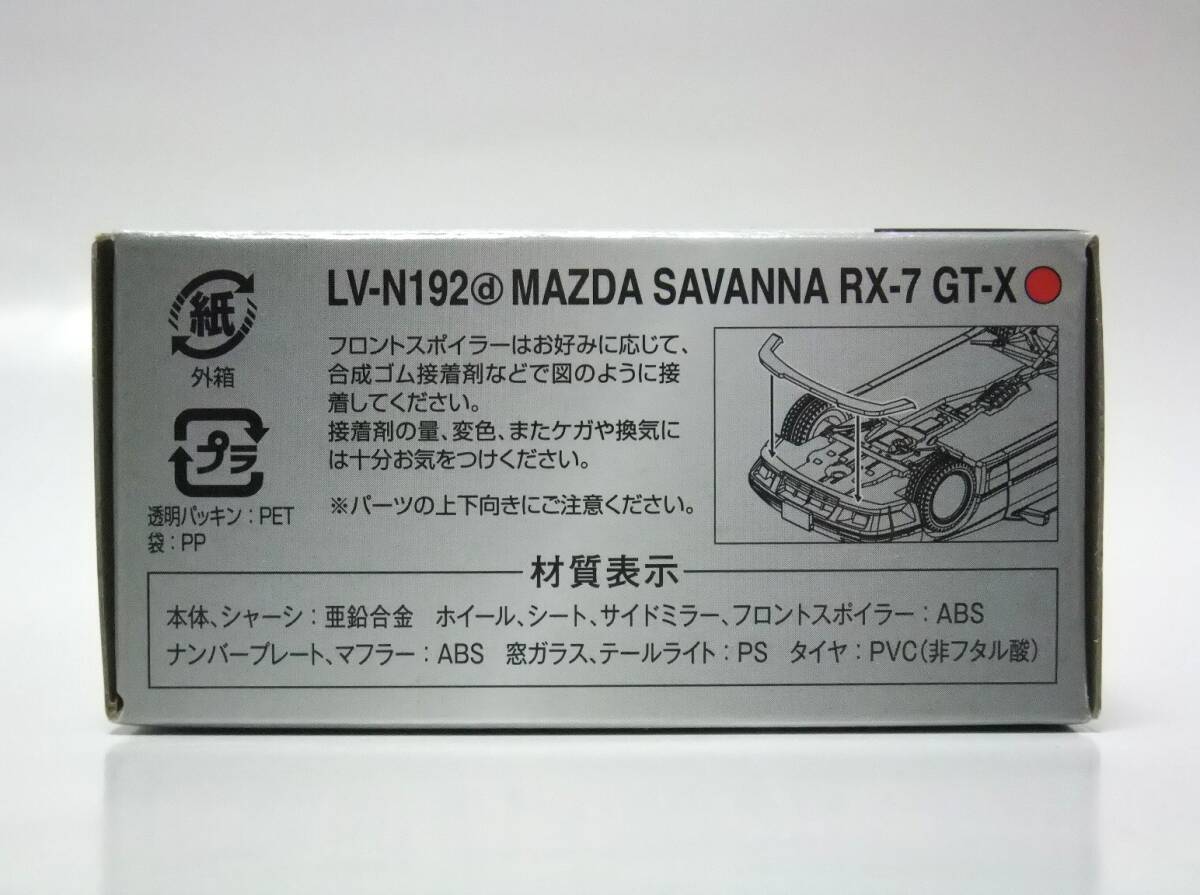 紙
外箱
プラ
透明パッキン：PET
袋：PP
LV-N192ⓓ MAZDA SAVANNA RX-7 GT-X
フロントスポイラーはお好みに応じて、
合成ゴム接着剤などで図のように接
着してください。
接着剤の量、変色、またケガや換気に
は十分お気をつけください。
※パーツの上下向きにご注意ください。
材質表示
本体、シャーシ：亜鉛合金　ホイール、シート、サイドミラー、フロントスポイラー：ABS
ナンバープレート、マフラー：ABS　窓ガラス、テールライト：PS　タイヤ：PVC（非フタル酸）